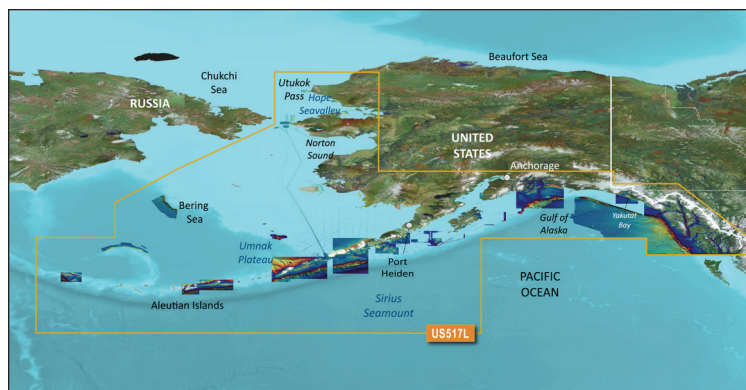 Beaufort Sea
Chukchi
Sea
Utukok
Pass
Hope
Seavalley
RUSSIA
Norton
Sound
UNITED
STATES
Anchorage
Bering
Sea
Gulf of
Alaska
Yakutat
Bay
Umnak
Plateau
Port
Heiden
PACIFIC
OCEAN
Aleutian Islands
Sirius
Seamount
US517L